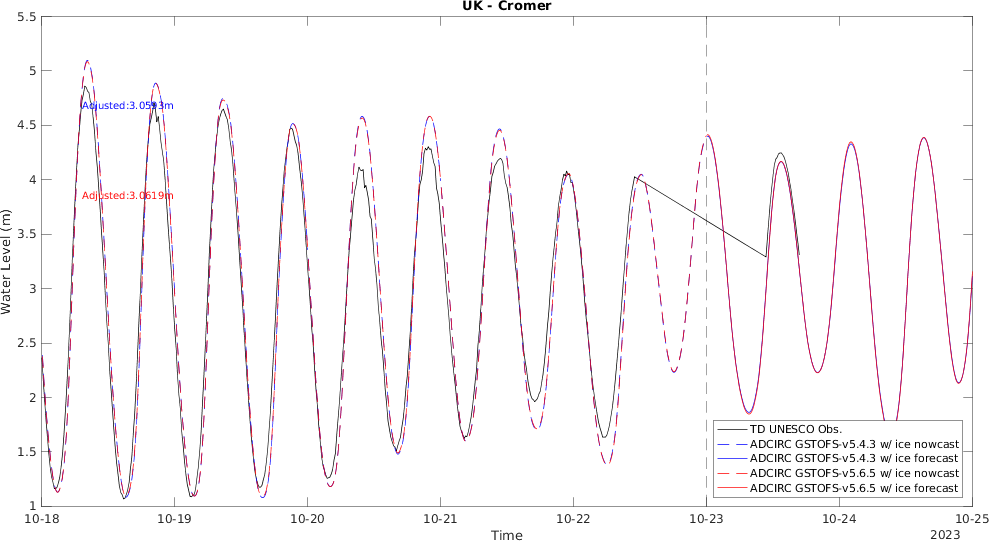 UK - Cromer
5.5
5
4.5
4
3.5
3
2.5
2
1.5
1
Water Level (m)
Adjusted:3.0593m
Adjusted:3.0619m
TD UNESCO Obs.
ADCIRC GSTOFS-v5.4.3 w/ ice nowcast
ADCIRC GSTOFS-v5.4.3 w/ ice forecast
ADCIRC GSTOFS-v5.6.5 w/ ice nowcast
ADCIRC GSTOFS-v5.6.5 w/ ice forecast
10-18 10-19 10-20 10-21 10-22 10-23 10-24 10-25
Time
2023